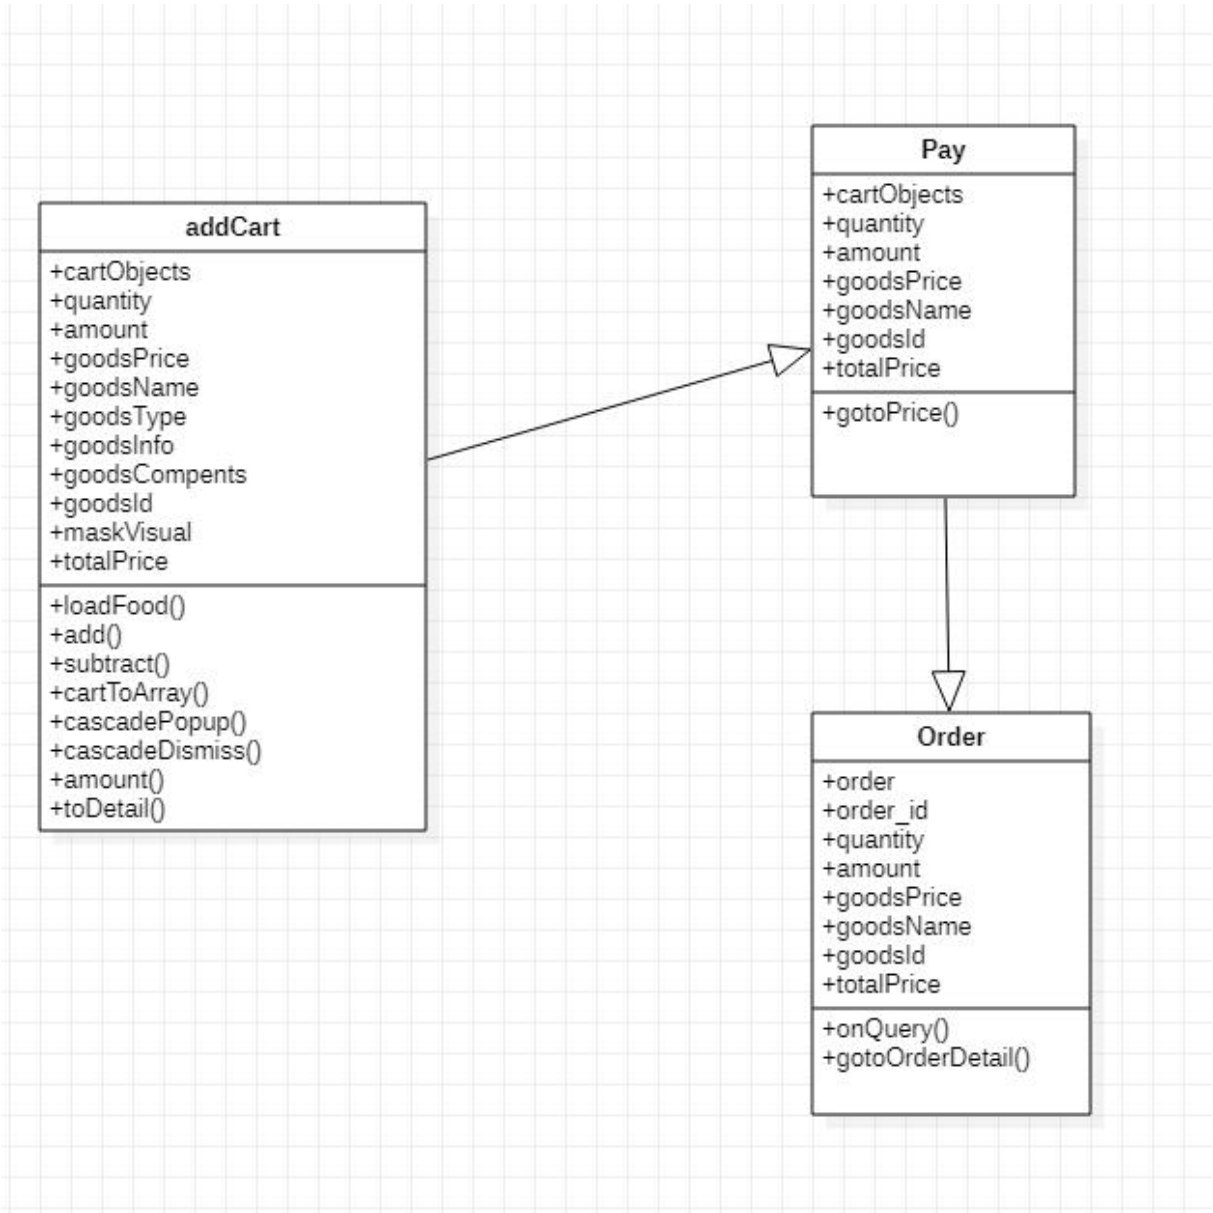 addCart
+cartObjects
+quantity
+amount
+goodsPrice
+goodsName
+goodsType
+goodsInfo
+goodsCompents
+goodsId
+maskVisual
+totalPrice
+loadFood()
+add()
+subtract()
+cartToArray()
+cascadePopup()
+cascadeDismiss()
+amount()
+toDetail()
Pay
+cartObjects
+quantity
+amount
+goodsPrice
+goodsName
+goodsId
+totalPrice
+gotoPrice()
Order
+order
+order_id
+quantity
+amount
+goodsPrice
+goodsName
+goodsId
+totalPrice
+onQuery()
+gotoOrderDetail()